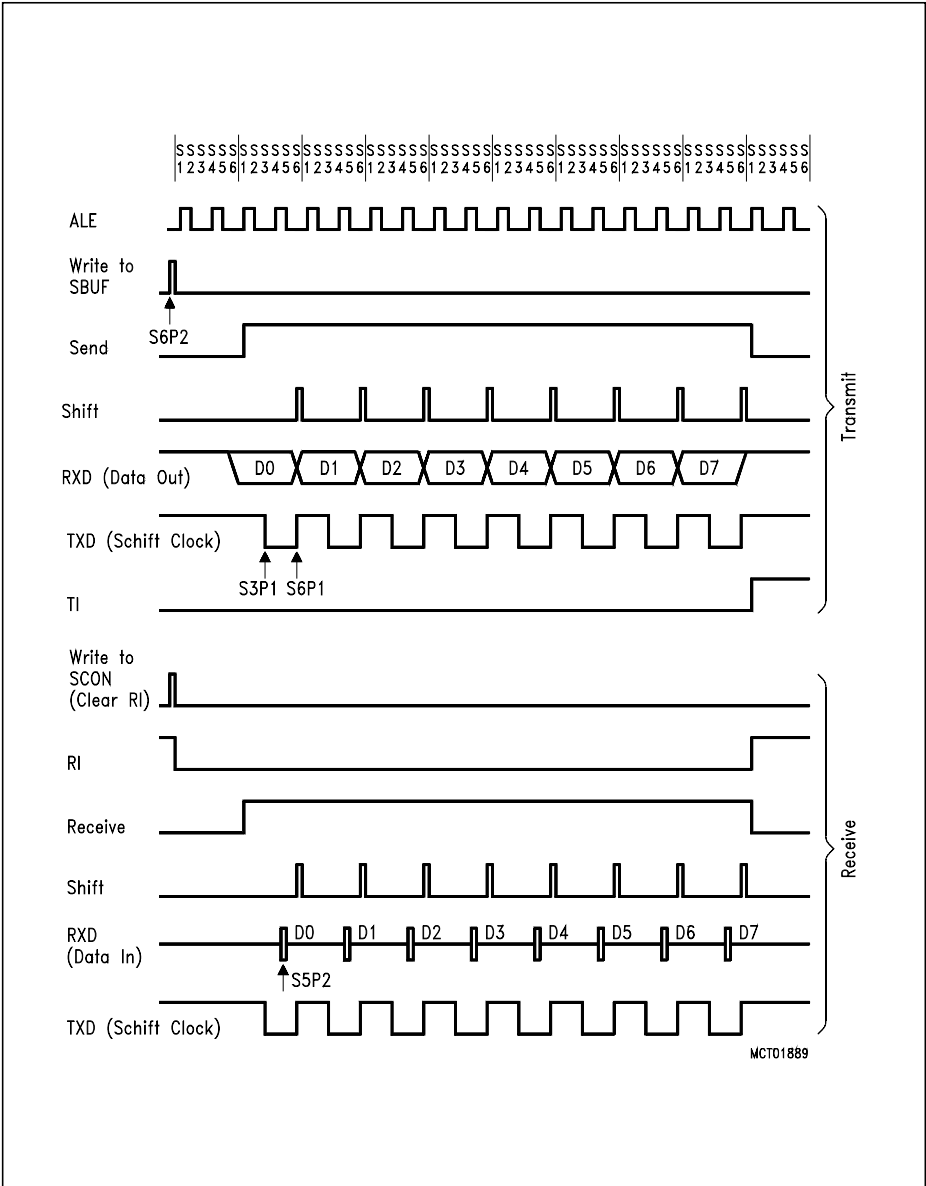 SSSSSS SSSSSS SSSSSS SSSSSS SSSSSS SSSSSS SSSSSS SSSSSS SSSSSS SSSSSS
123456 123456 123456 123456 123456 123456 123456 123456 123456 123456
ALE
Write to
SBUF
S6P2
Send
Shift
RXD (Data Out)
D0 D1 D2 D3 D4 D5 D6 D7
TXD (Schift Clock)
S3P1 S6P1
TI
Transmit
Write to
SCON
(Clear RI)
RI
Receive
Shift
RXD
(Data In)
D0 D1 D2 D3 D4 D5 D6 D7
S5P2
TXD (Schift Clock)
Receive
MCT01889